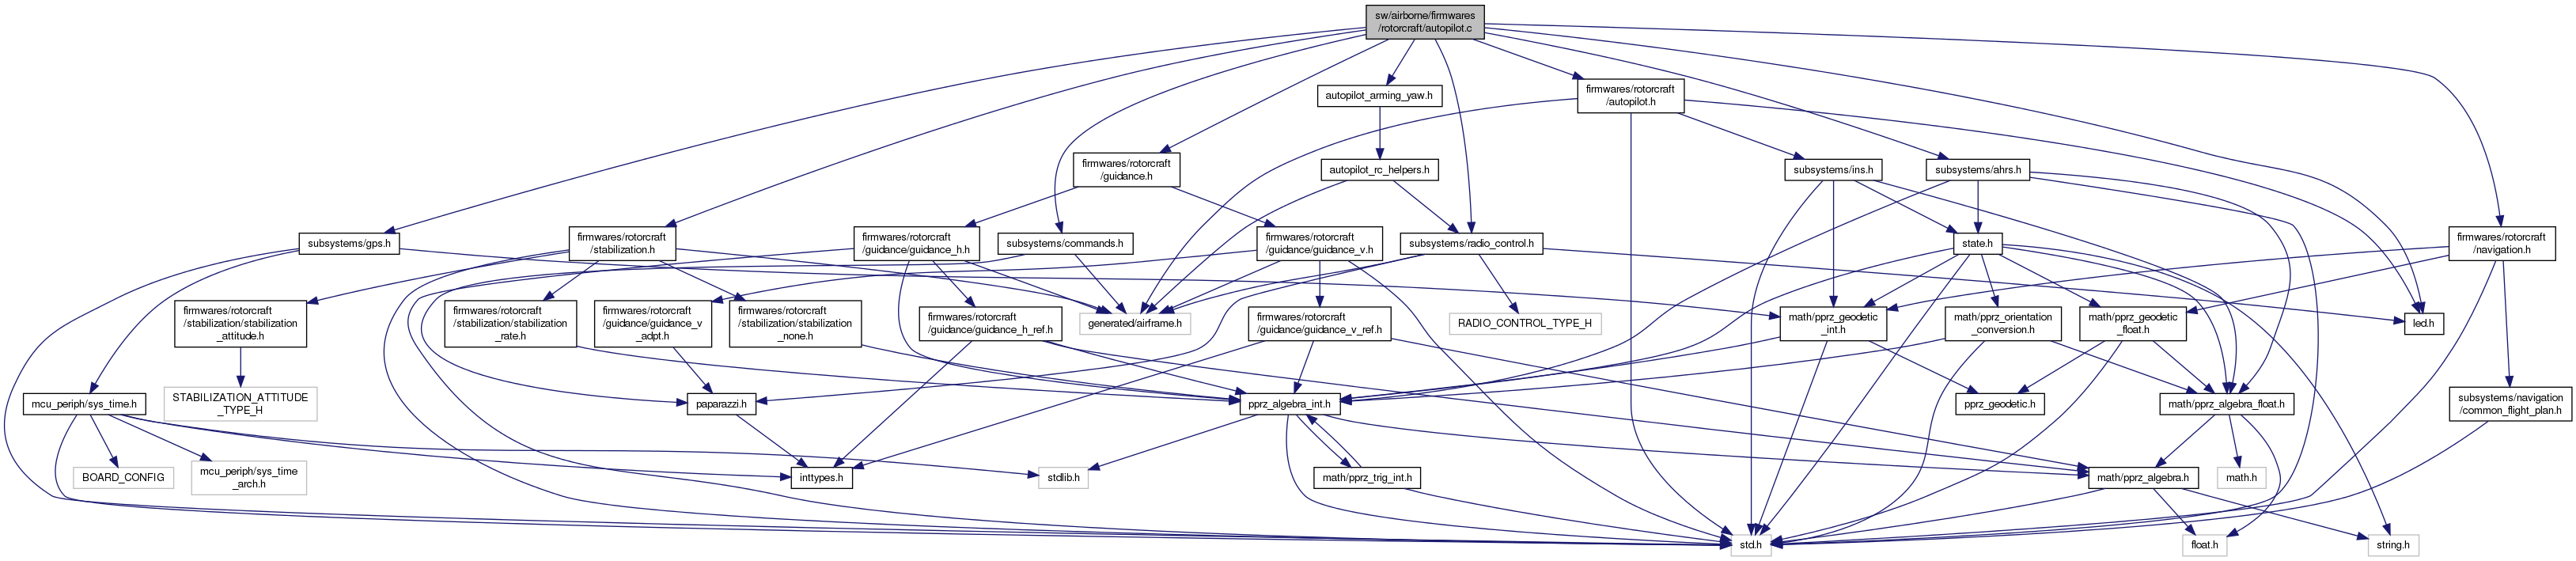 sw/airborne/firmwares
/rotorcraft/autopilot.c
autopilot_arming_yaw.h
firmwares/rotorcraft
/autopilot.h
firmwares/rotorcraft
/guidance.h
autopilot_rc_helpers.h
subsystems/ins.h
subsystems/ahrs.h
subsystems/gps.h
firmwares/rotorcraft
/stabilization.h
firmwares/rotorcraft
/guidance/guidance_h.h
subsystems/commands.h
firmwares/rotorcraft
/guidance/guidance_v.h
subsystems/radio_control.h
state.h
firmwares/rotorcraft
/navigation.h
firmwares/rotorcraft
/stabilization/stabilization
_attitude.h
firmwares/rotorcraft
/stabilization/stabilization
_rate.h
firmwares/rotorcraft
/guidance/guidance_v
_adpt.h
firmwares/rotorcraft
/stabilization/stabilization
_none.h
firmwares/rotorcraft
/guidance/guidance_h_ref.h
generated/airframe.h
firmwares/rotorcraft
/guidance/guidance_v_ref.h
RADIO_CONTROL_TYPE_H
math/pprz_geodetic
_int.h
math/pprz_orientation
_conversion.h
math/pprz_geodetic
_float.h
led.h
mcu_periph/sys_time.h
STABILIZATION_ATTITUDE
_TYPE_H
paparazzi.h
pprz_algebra_int.h
pprz_geodetic.h
math/pprz_algebra_float.h
subsystems/navigation
/common_flight_plan.h
BOARD_CONFIG
mcu_periph/sys_time
_arch.h
inttypes.h
stdlib.h
math/pprz_trig_int.h
math/pprz_algebra.h
math.h
std.h
float.h
string.h